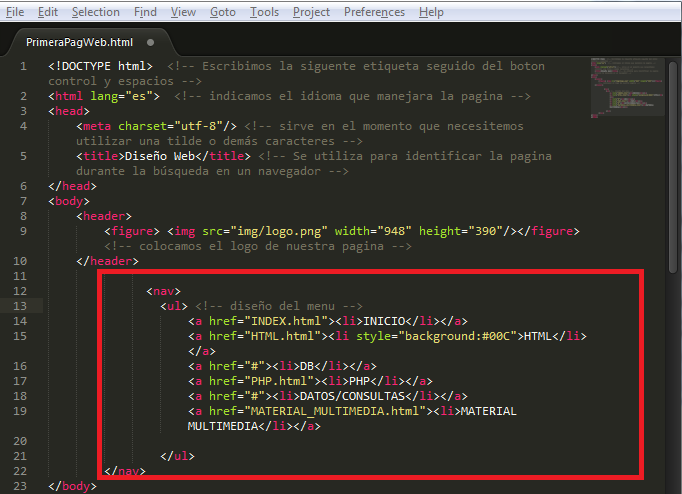 File Edit Selection Find View Goto Tools Project Preferences Help
PrimeraPagWeb.html
1 <!DOCTYPE html> <!-- Escribimos la siguente etiqueta seguido del boton
control y espacios -->
2 <html lang="es"> <!-- indicamos el idioma que manejara la pagina -->
3 <head>
4 <meta charset="utf-8"/> <!-- sirve en el momento que necesitemos
utilizar una tilde o demás caracteres -->
5 <title>Diseño Web</title> <!-- Se utiliza para identificar la pagina
durante la búsqueda en un navegador -->
6 </head>
7 <body>
8 <header>
9 <figure> <img src="img/logo.png" width="948" height="390"/></figure>
<!-- colocamos el logo de nuestra pagina -->
10 </header>
11
12 <nav>
13 <ul> <!-- diseño del menu -->
14 <a href="INDEX.html"><li>INICIO</li></a>
15 <a href="HTML.html"><li style="background:#00C">HTML</li>
</a>
16 <a href="#"><li>DB</li></a>
17 <a href="PHP.html"><li>PHP</li></a>
18 <a href="#"><li>DATOS/CONSULTAS</li></a>
19 <a href="MATERIAL_MULTIMEDIA.html"><li>MATERIAL
MULTIMEDIA</li></a>
20
21 </ul>
22 </nav>
23 </body>